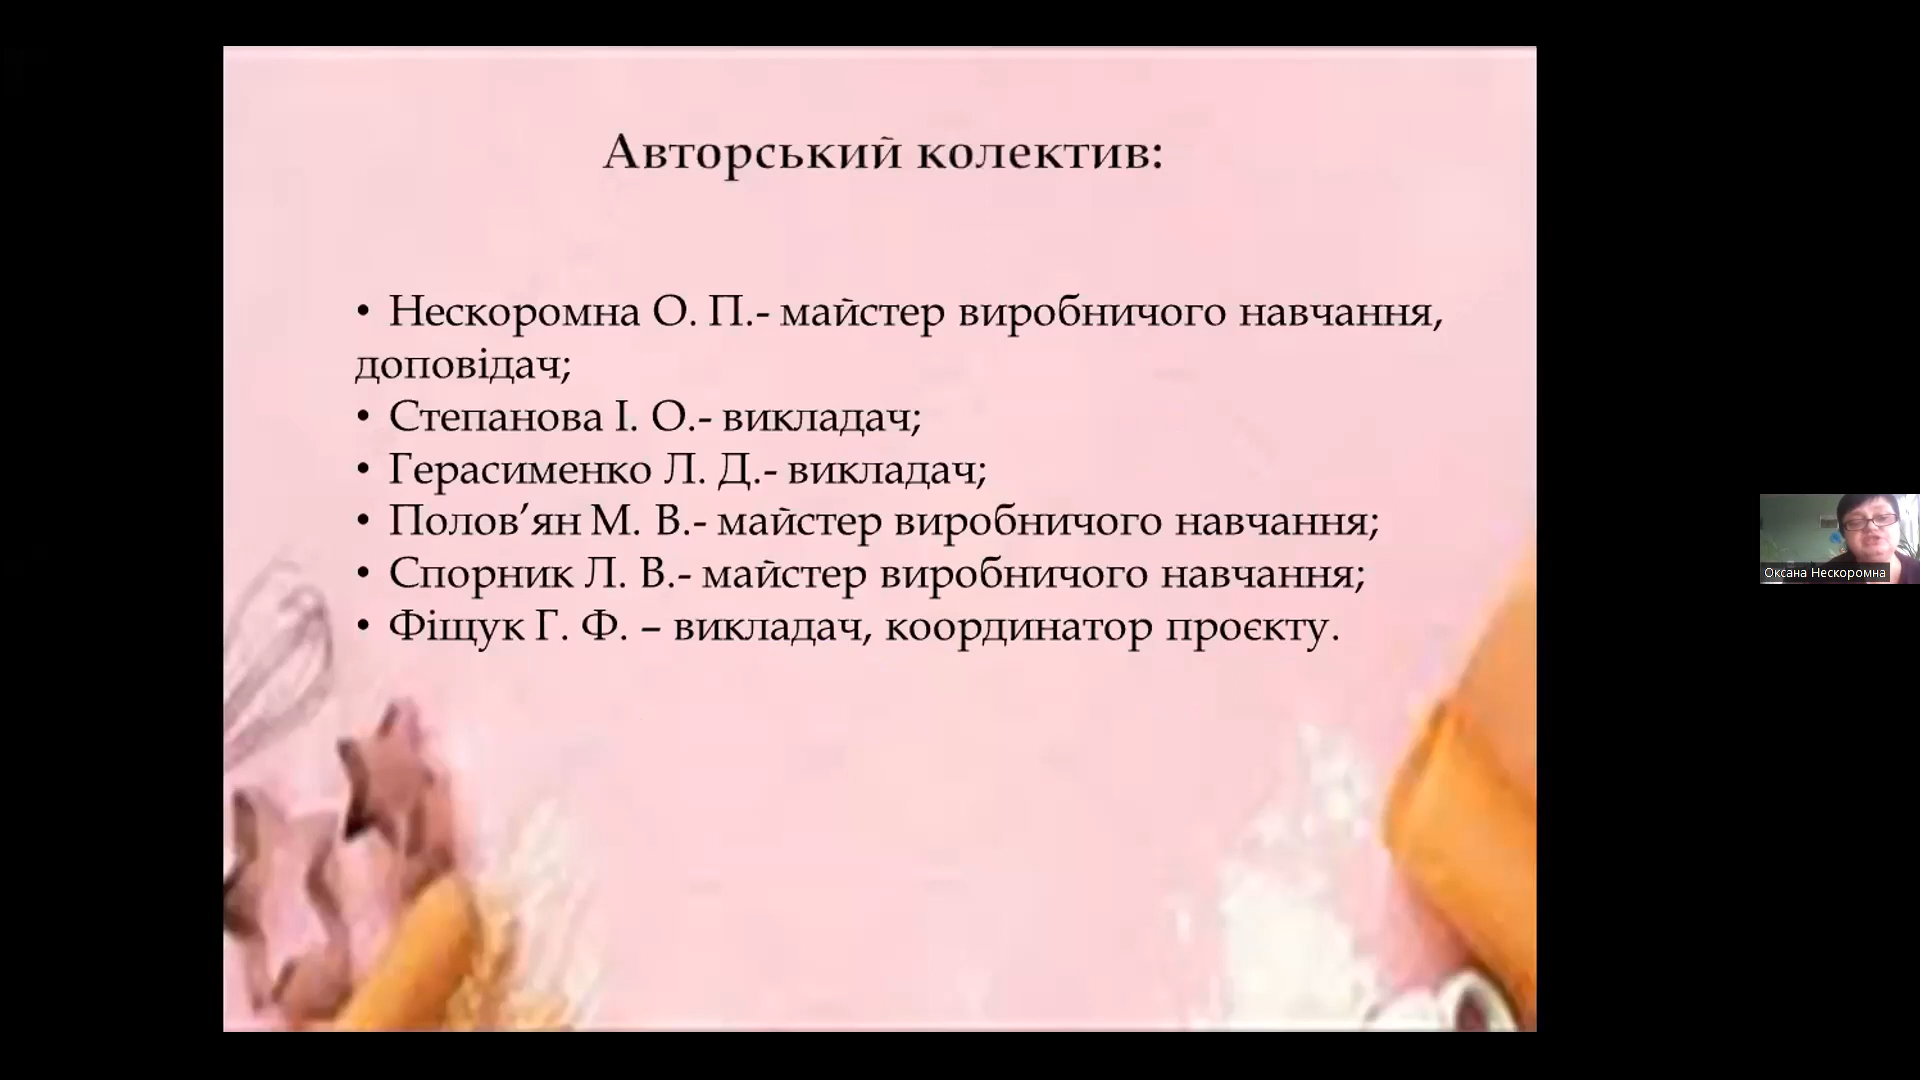 Авторський колектив:
• Нескоромна О. П.- майстер виробничого навчання,
доповідач;
• Степанова І. О.- викладач;
• Герасименко Л. Д.- викладач;
• Полов’ян М. В.- майстер виробничого навчання;
• Спорник Л. В.- майстер виробничого навчання;
• Фіщук Г. Ф. – викладач, координатор проєкту.
Оксана Нескоромна